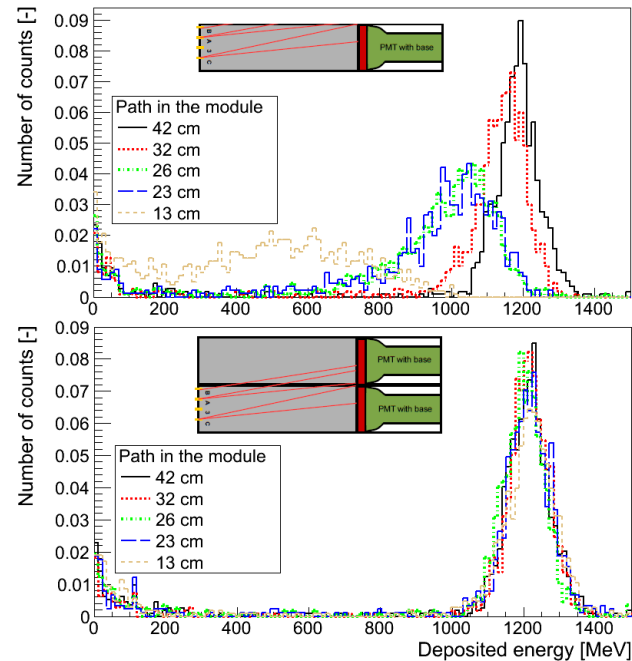 Number of counts [-]
0.09
0.08
0.07
0.06
0.05
0.04
0.03
0.02
0.01
0
B
A
3
C
PMT with base
Path in the module
42 cm
32 cm
26 cm
23 cm
13 cm
0 200 400 600 800 1000 1200 1400
Number of counts [-]
0.09
0.08
0.07
0.06
0.05
0.04
0.03
0.02
0.01
0
PMT with base
B
A
3
C
PMT with base
Path in the module
42 cm
32 cm
26 cm
23 cm
13 cm
0 200 400 600 800 1000 1200 1400
Deposited energy [MeV]